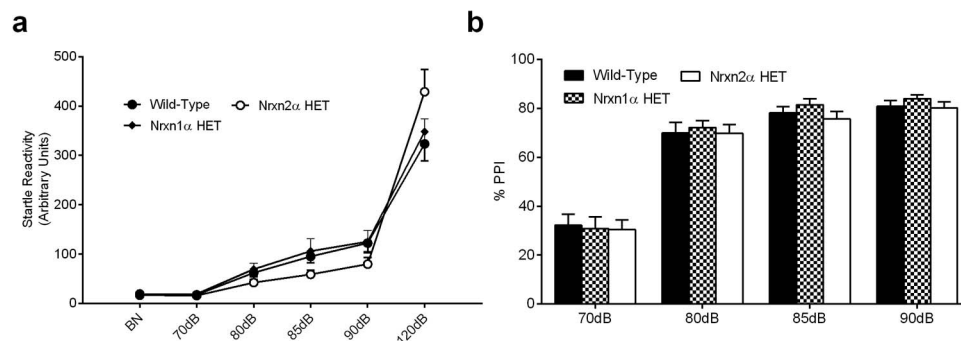 a
Startle Reactivity
(Arbitrary Units)
500
400
300
200
100
0
Wild-Type
Nrxn2α HET
Nrxn1α HET
BN
70dB
80dB
85dB
90dB
120dB
b
% PPI
100
80
60
40
20
0
Wild-Type
Nrxn2α HET
Nrxn1α HET
70dB
80dB
85dB
90dB